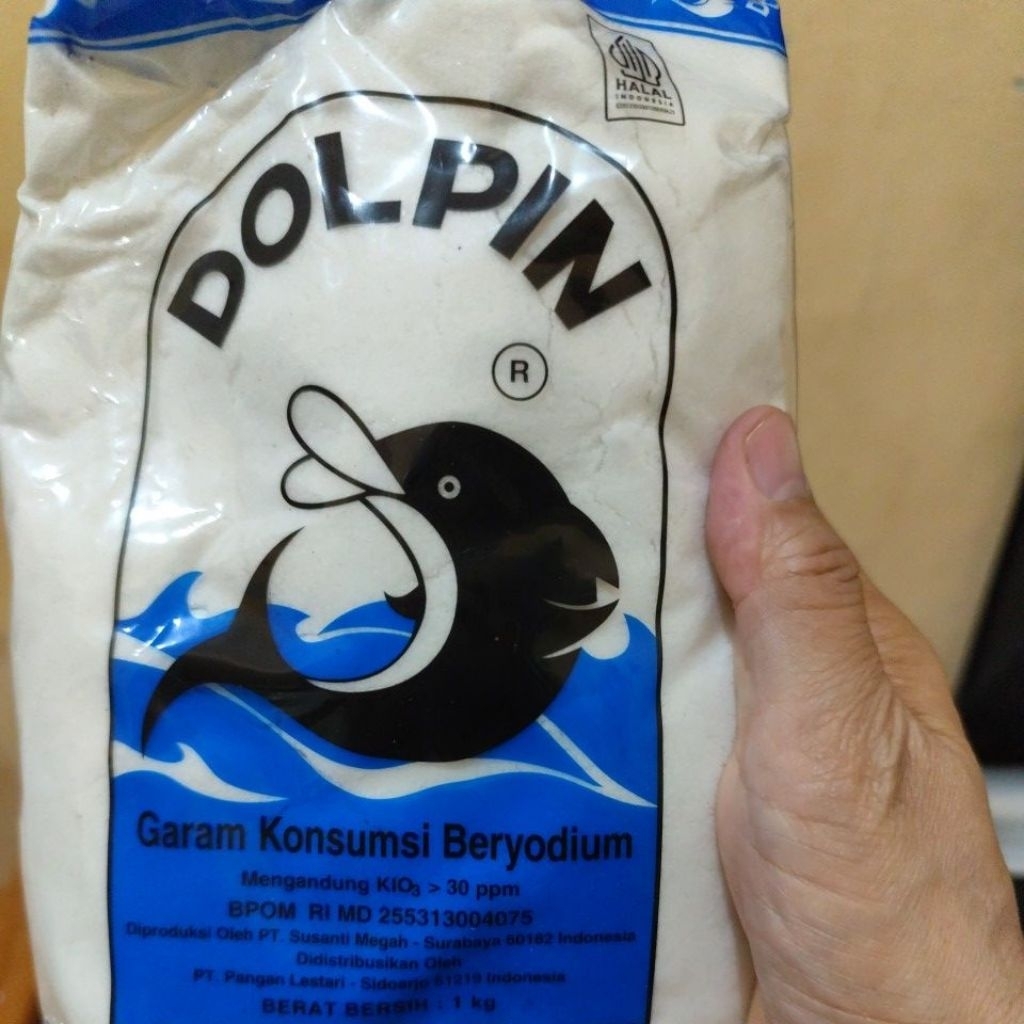 HALAL
INDONESIA
DOLPIN
R
Garam Konsumsi Beryodium
Mengandung KIO₃ > 30 ppm
BPOM RI MD 255313004075
Diproduksi Oleh PT. Susanti Megah - Surabaya 60182 Indonesia
Didistribusikan Oleh
PT. Pangan Lestari - Sidoarjo 61219 Indonesia
BERAT BERSIH : 1 kg